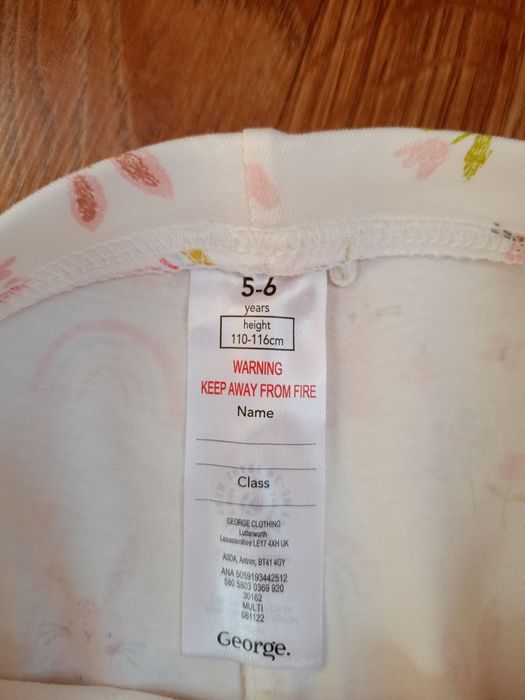 5-6
years
height
110-116cm
WARNING
KEEP AWAY FROM FIRE
Name
Class
GEORGE CLOTHING
Lutterworth
Leicestershire LE17 4XH UK
ASDA, Antrim, BT41 4GY
ANA 5059193442512
580 5803 0369 920
30162
MULTI
061122
George.